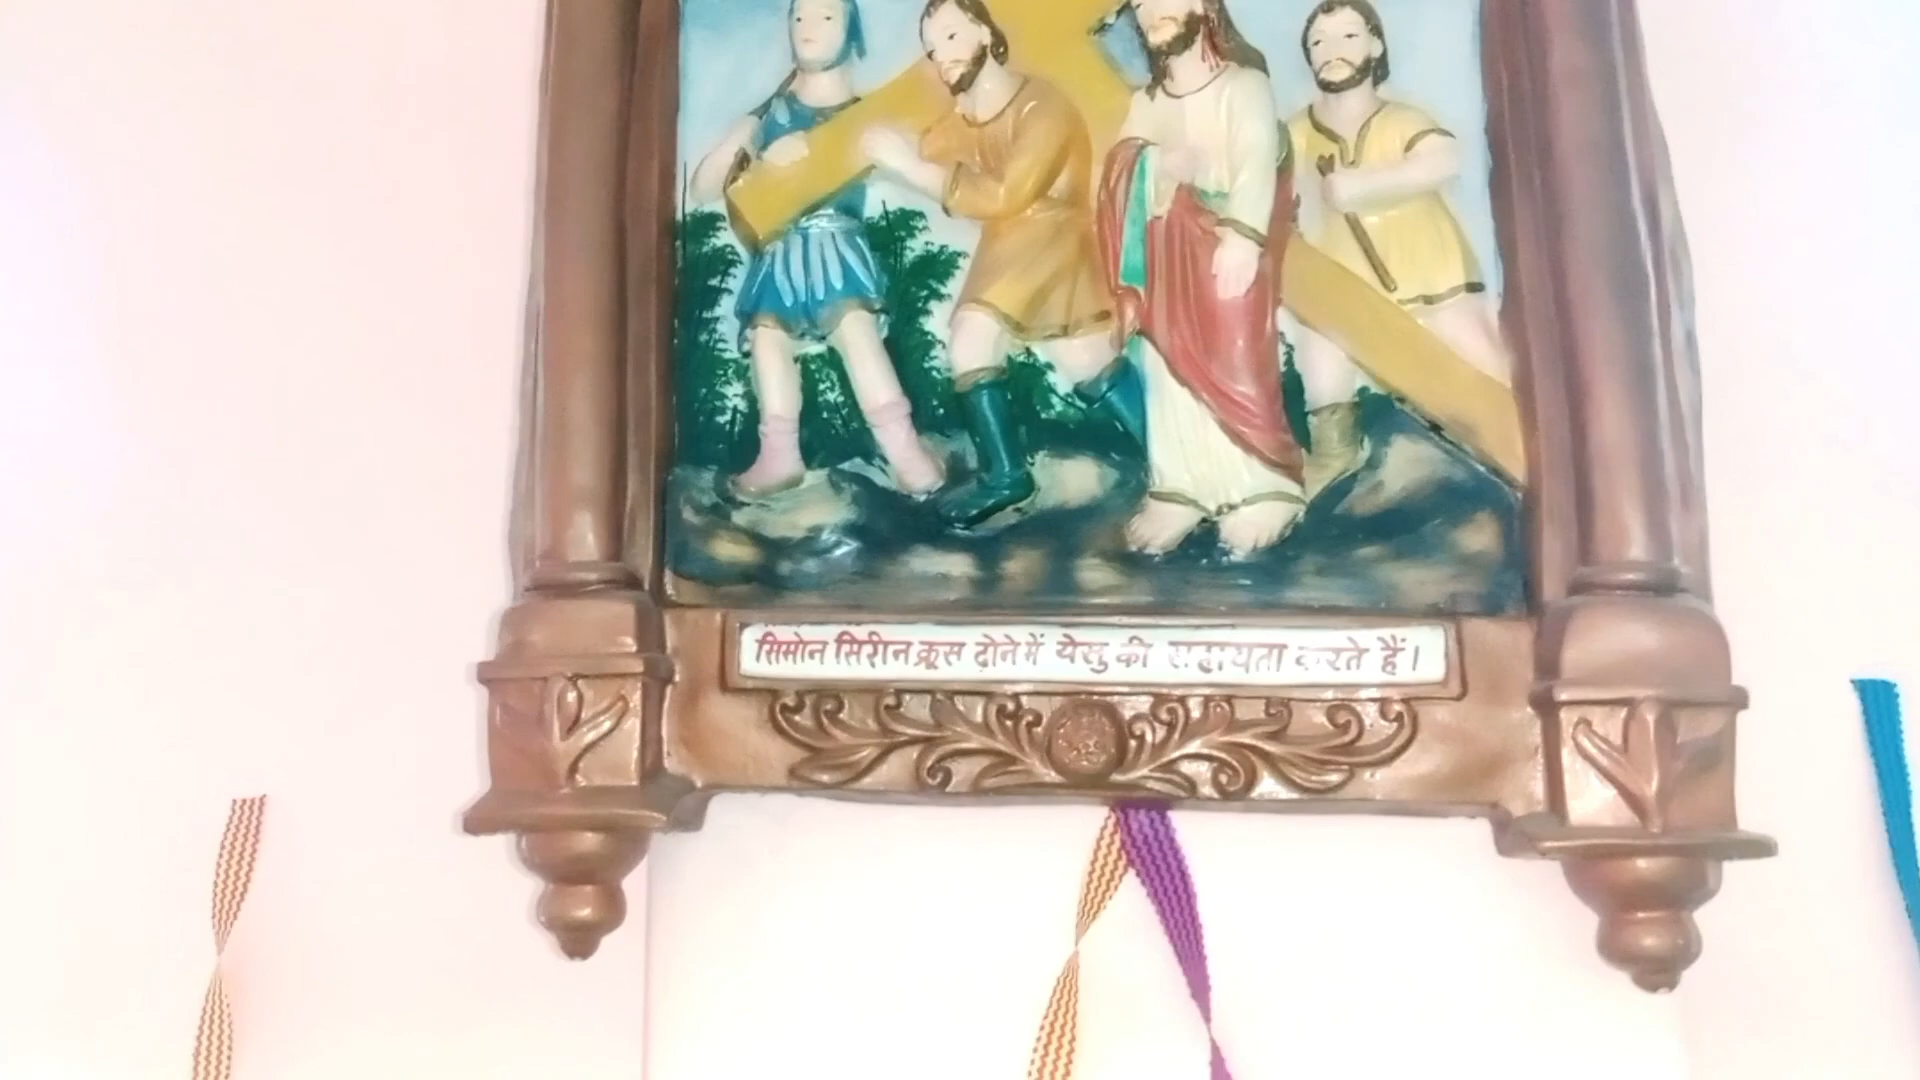 सिमोन सिरीन क्रूस ढोने में येसु की सहायता करते हैं।